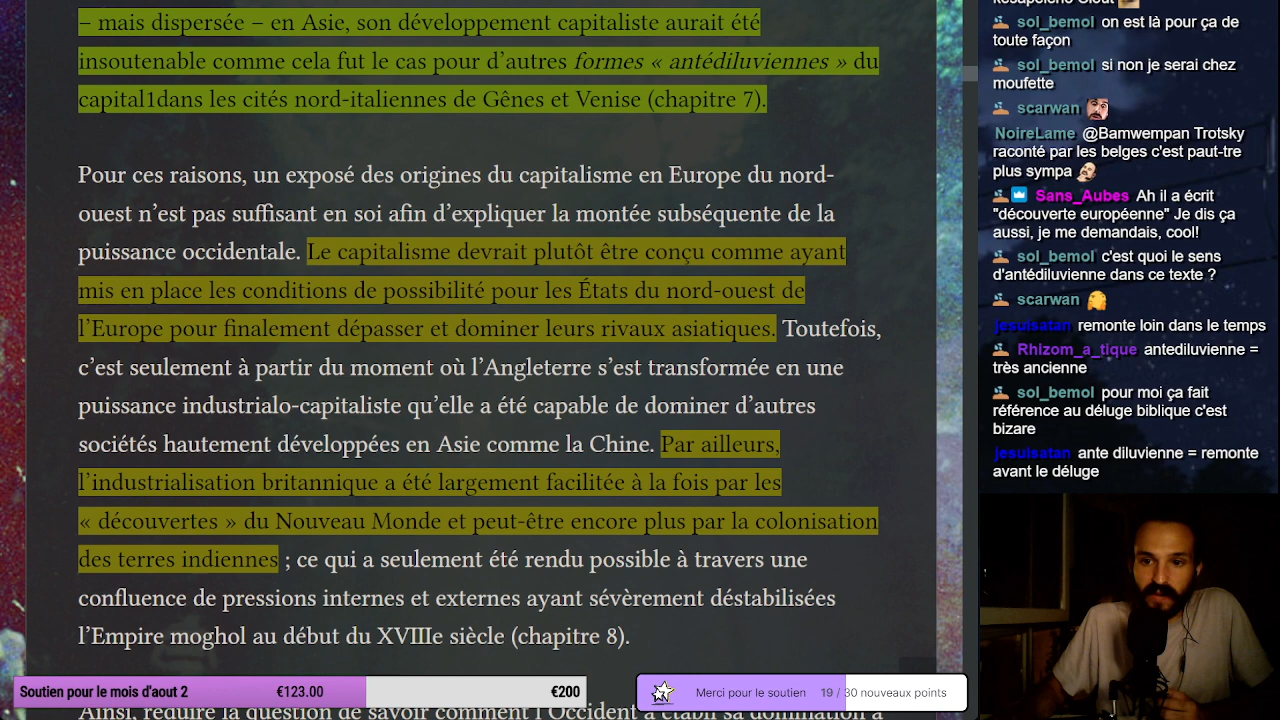 – mais dispersée – en Asie, son développement capitaliste aurait été
insoutenable comme cela fut le cas pour d'autres formes « antédiluviennes » du
capital1dans les cités nord-italiennes de Gênes et Venise (chapitre 7).
Pour ces raisons, un exposé des origines du capitalisme en Europe du nord-
ouest n'est pas suffisant en soi afin d'expliquer la montée subséquente de la
puissance occidentale. Le capitalisme devrait plutôt être conçu comme ayant
mis en place les conditions de possibilité pour les États du nord-ouest de
l'Europe pour finalement dépasser et dominer leurs rivaux asiatiques. Toutefois,
c'est seulement à partir du moment où l'Angleterre s'est transformée en une
puissance industrialo-capitaliste qu'elle a été capable de dominer d'autres
sociétés hautement développées en Asie comme la Chine. Par ailleurs,
l'industrialisation britannique a été largement facilitée à la fois par les
« découvertes » du Nouveau Monde et peut-être encore plus par la colonisation
des terres indiennes ; ce qui a seulement été rendu possible à travers une
confluence de pressions internes et externes ayant sévèrement déstabilisées
l'Empire moghol au début du XVIIIe siècle (chapitre 8).
Ainsi, réduire la question de savoir comment l'Occident a établi sa domination à
Soutien pour le mois d'aout 2 €123.00 €200
Merci pour le soutien 19 / 30 nouveaux points
sol_bemol on est là pour ça de
toute façon
sol_bemol si non je serai chez
moufette
scarwan
NoireLame @Bamwempan Trotsky
raconté par les belges c'est paut-tre
plus sympa
Sans_Aubes Ah il a écrit
"découverte européenne" Je dis ça
aussi, je me demandais, cool!
sol_bemol c'est quoi le sens
d'antédiluvienne dans ce texte ?
scarwan
jesuisatan remonte loin dans le temps
Rhizom_a_tique antediluvienne =
très ancienne
sol_bemol pour moi ça fait
référence au déluge biblique c'est
bizare
jesuisatan ante diluvienne = remonte
avant le déluge